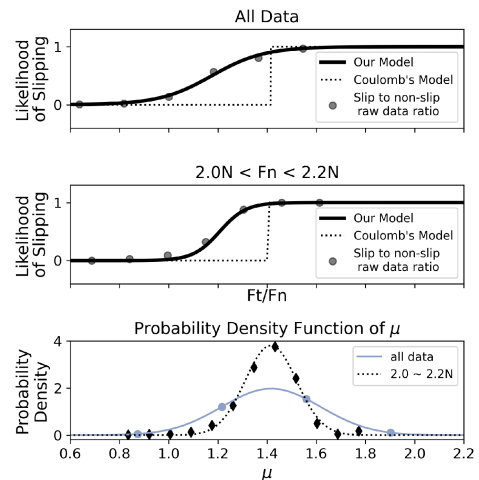 All Data
Likelihood
of Slipping
1
0
Our Model
Coulomb's Model
Slip to non-slip
raw data ratio
2.0N < Fn < 2.2N
Likelihood
of Slipping
1
0
Our Model
Coulomb's Model
Slip to non-slip
raw data ratio
Ft/Fn
Probability Density Function of μ
Probability
Density
4
2
0
all data
2.0 ~ 2.2N
0.6 0.8 1.0 1.2 1.4 1.6 1.8 2.0 2.2
μ